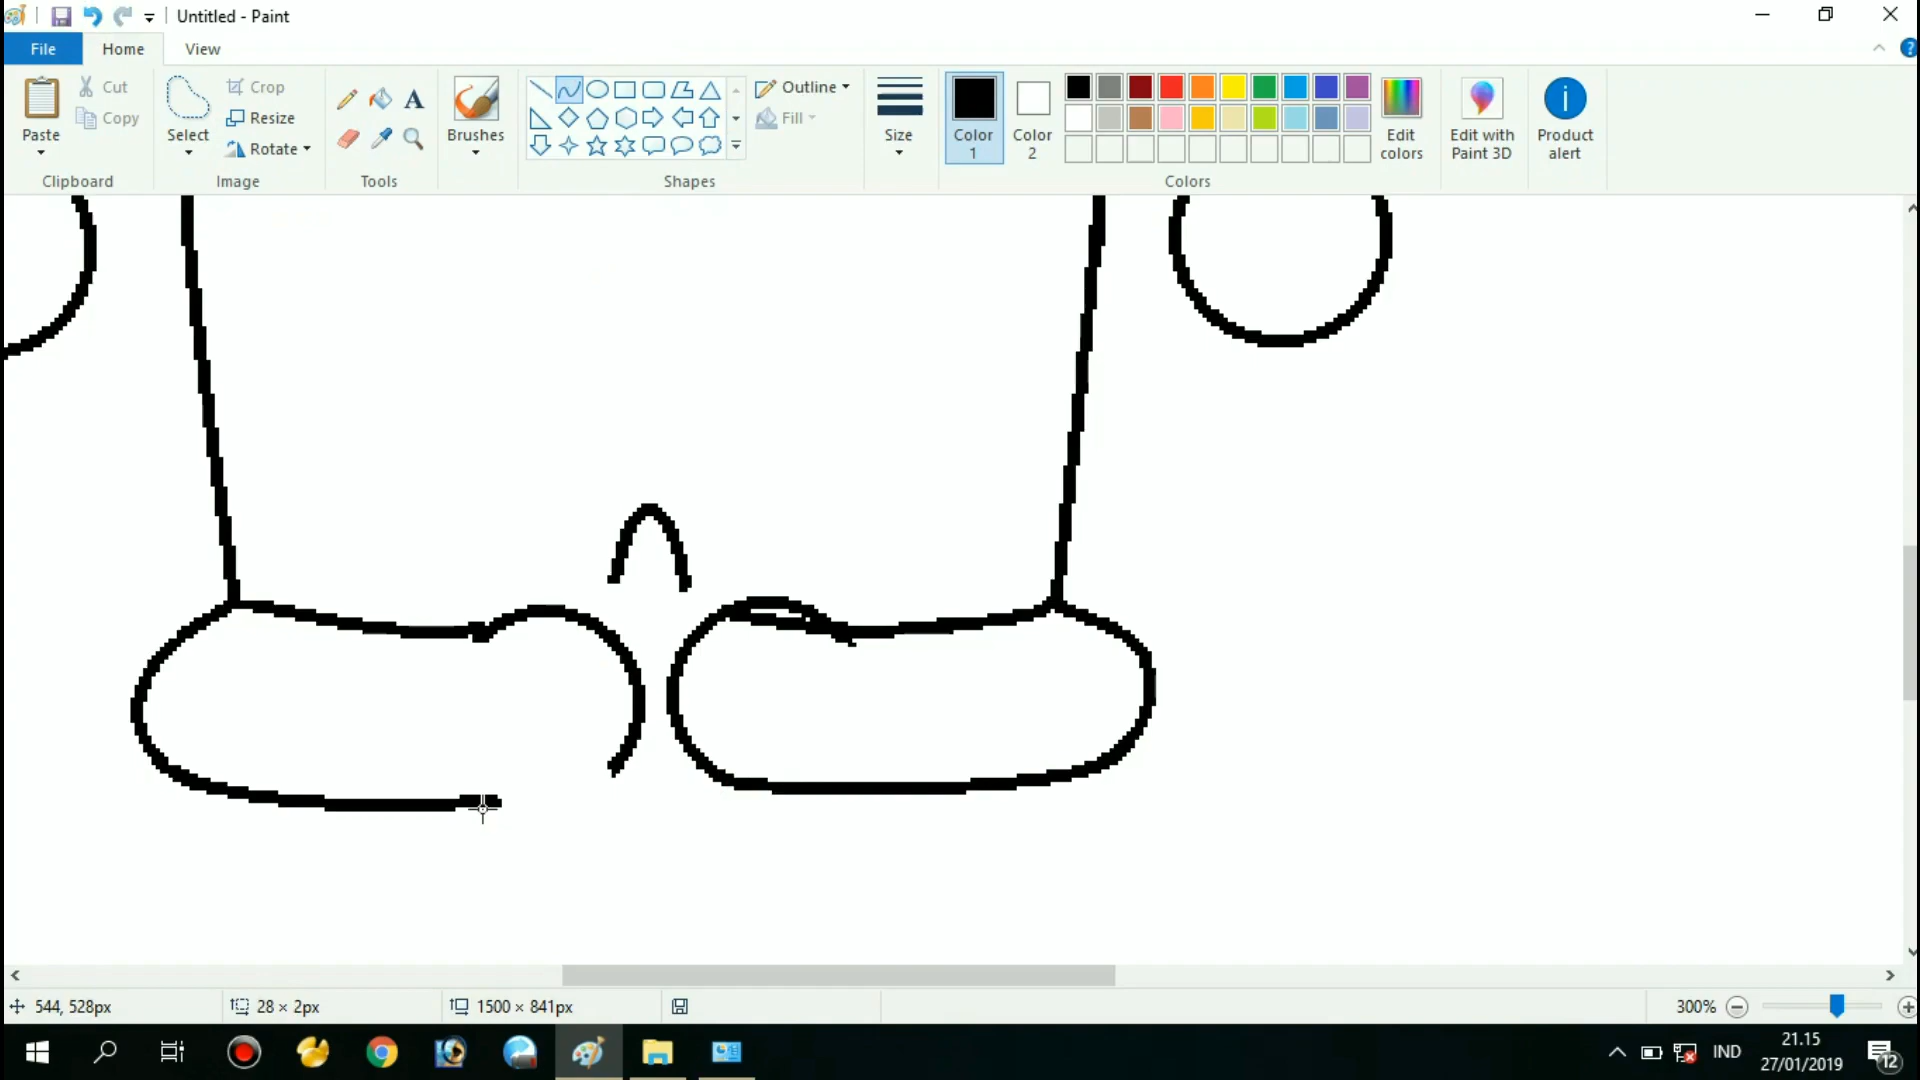 Untitled - Paint
File Home View
Paste
Cut
Copy
Clipboard
Select
Crop
Resize
Rotate
Image
A
Tools
Brushes
Shapes
Outline
Fill
Size
Color 1
Color 2
Edit colors
Colors
Edit with Paint 3D
Product alert
544, 528px
28 × 2px
1500 × 841px
300%
IND
21.15
27/01/2019
12